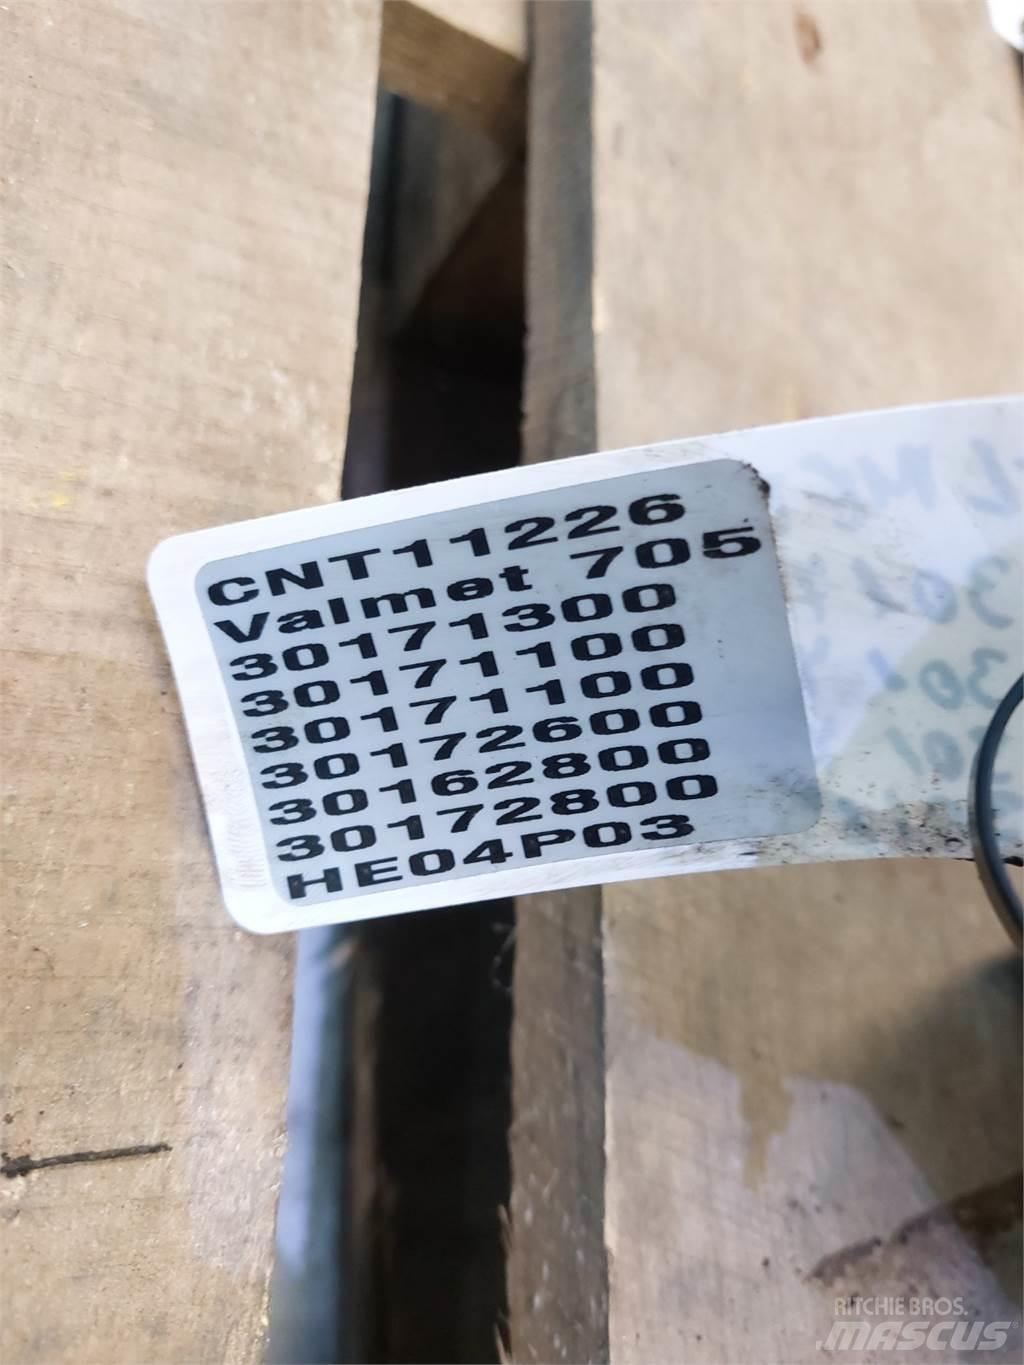 CNT11226
Valmet 705
30171300
30171100
30171100
30172600
30162800
30172800
HE04P03
RITCHIE BROS.
MASCUS